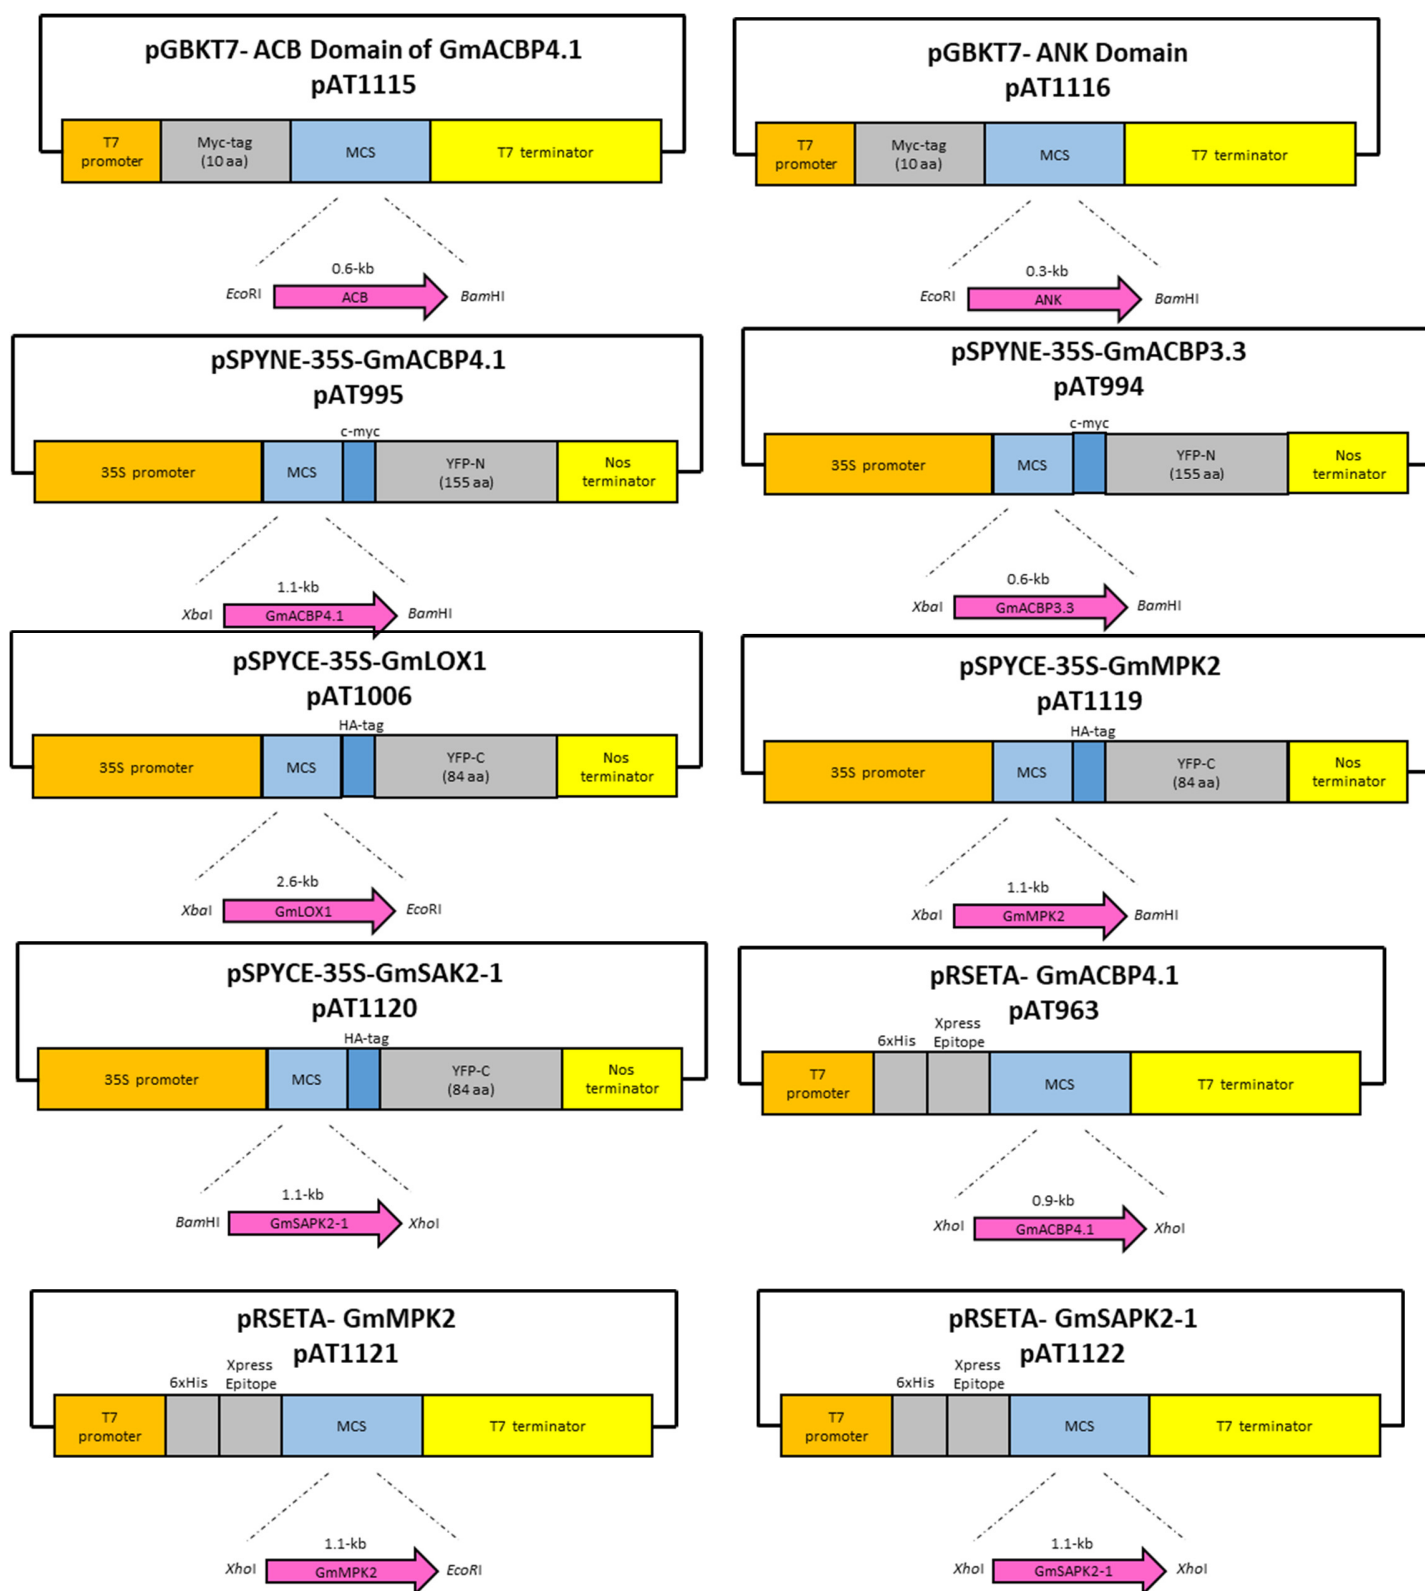 pGBKT7- ACB Domain of GmACBP4.1
pAT1115
T7
promoter
Myc-tag
(10 aa)
MCS
T7 terminator
0.6-kb
EcoRI
ACB
BamHI
pGBKT7- ANK Domain
pAT1116
T7
promoter
Myc-tag
(10 aa)
MCS
T7 terminator
0.3-kb
EcoRI
ANK
BamHI
pSPYNE-35S-GmACBP4.1
pAT995
c-myc
35S promoter
MCS
YFP-N
(155 aa)
Nos
terminator
1.1-kb
XbaI
GmACBP4.1
BamHI
pSPYNE-35S-GmACBP3.3
pAT994
c-myc
35S promoter
MCS
YFP-N
(155 aa)
Nos
terminator
0.6-kb
XbaI
GmACBP3.3
BamHI
pSPYCE-35S-GmLOX1
pAT1006
HA-tag
35S promoter
MCS
YFP-C
(84 aa)
Nos
terminator
2.6-kb
XbaI
GmLOX1
EcoRI
pSPYCE-35S-GmMPK2
pAT1119
HA-tag
35S promoter
MCS
YFP-C
(84 aa)
Nos
terminator
1.1-kb
XbaI
GmMPK2
BamHI
pSPYCE-35S-GmSAK2-1
pAT1120
HA-tag
35S promoter
MCS
YFP-C
(84 aa)
Nos
terminator
1.1-kb
BamHI
GmSAPK2-1
XhoI
pRSETA- GmACBP4.1
pAT963
6xHis
Xpress
Epitope
T7
promoter
MCS
T7 terminator
0.9-kb
XhoI
GmACBP4.1
XhoI
pRSETA- GmMPK2
pAT1121
6xHis
Xpress
Epitope
T7
promoter
MCS
T7 terminator
1.1-kb
XhoI
GmMPK2
EcoRI
pRSETA- GmSAPK2-1
pAT1122
6xHis
Xpress
Epitope
T7
promoter
MCS
T7 terminator
1.1-kb
XhoI
GmSAPK2-1
XhoI